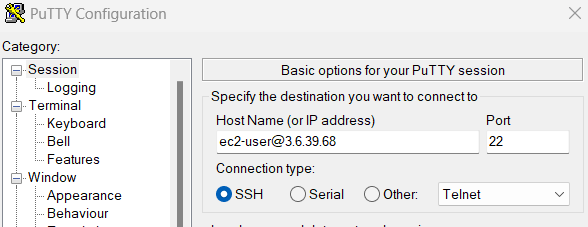 PuTTY Configuration
Category:
Session
Logging
Terminal
Keyboard
Bell
Features
Window
Appearance
Behaviour
Basic options for your PuTTY session
Specify the destination you want to connect to
Host Name (or IP address) Port
ec2-user@3.6.39.68 22
Connection type:
SSH Serial Other: Telnet